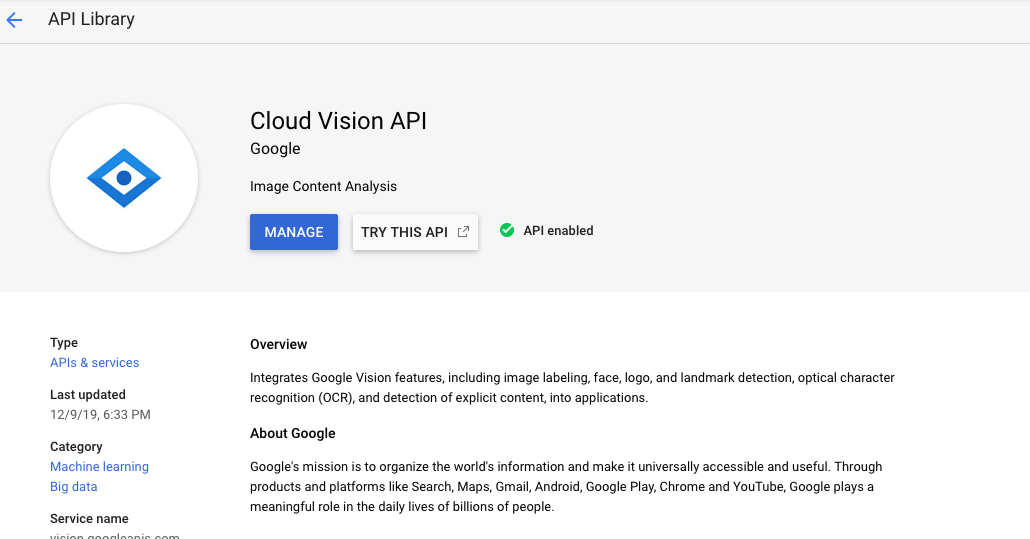 API Library
Cloud Vision API
Google
Image Content Analysis
MANAGE
TRY THIS API
API enabled
Type
APIs & services
Last updated
12/9/19, 6:33 PM
Category
Machine learning
Big data
Service name
vision.googleapis.com
Overview
Integrates Google Vision features, including image labeling, face, logo, and landmark detection, optical character
recognition (OCR), and detection of explicit content, into applications.
About Google
Google's mission is to organize the world's information and make it universally accessible and useful. Through
products and platforms like Search, Maps, Gmail, Android, Google Play, Chrome and YouTube, Google plays a
meaningful role in the daily lives of billions of people.